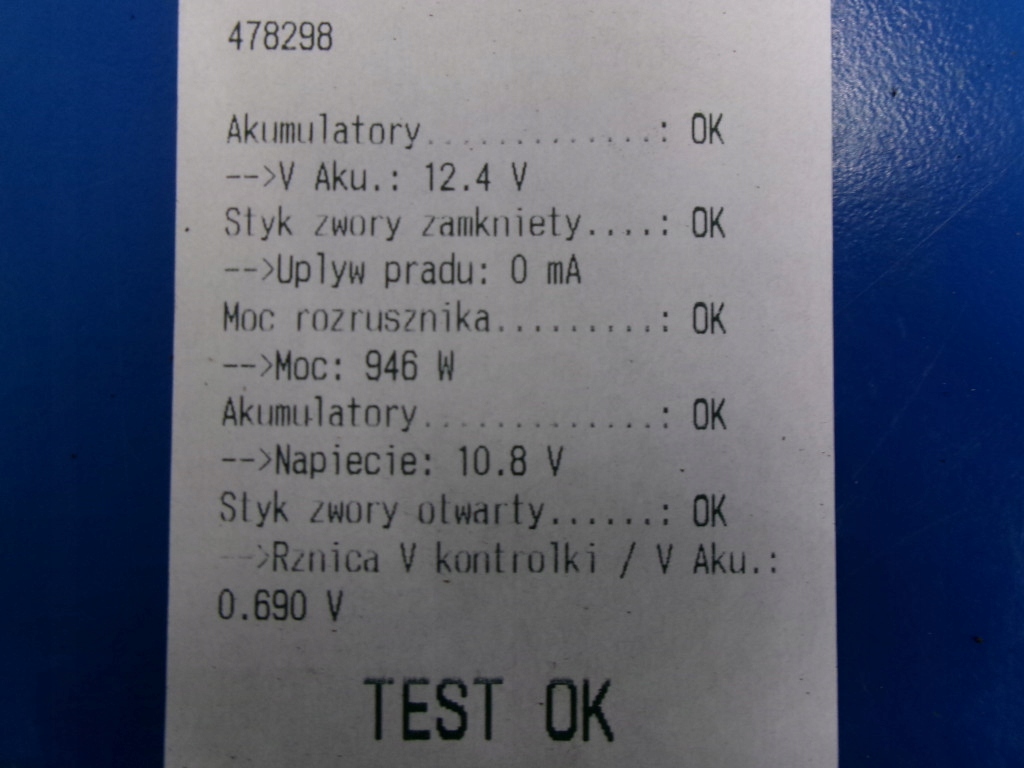 478298
Akumulatory.............: OK
-->V Aku.: 12.4 V
Styk zwory zamkniety....: OK
-->Uplyw pradu: 0 mA
Moc rozrusznika.........: OK
-->Moc: 946 W
Akumulatory.............: OK
-->Napiecie: 10.8 V
Styk zwory otwarty......: OK
-->Rznica V kontrolki / V Aku.:
0.690 V
TEST OK